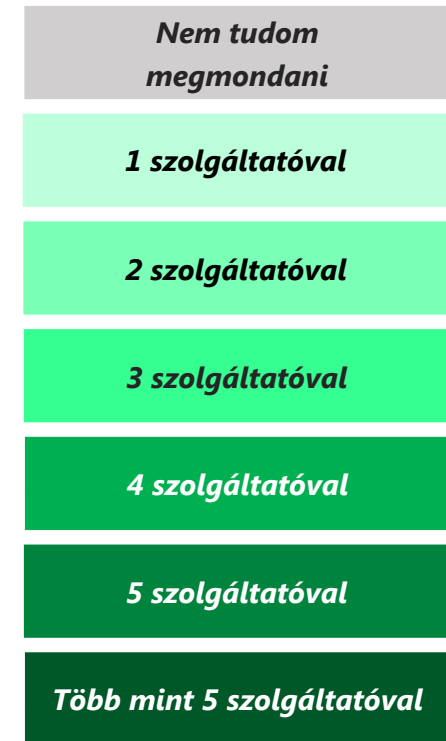 Nem tudom
megmondani
1 szolgáltatóval
2 szolgáltatóval
3 szolgáltatóval
4 szolgáltatóval
5 szolgáltatóval
Több mint 5 szolgáltatóval